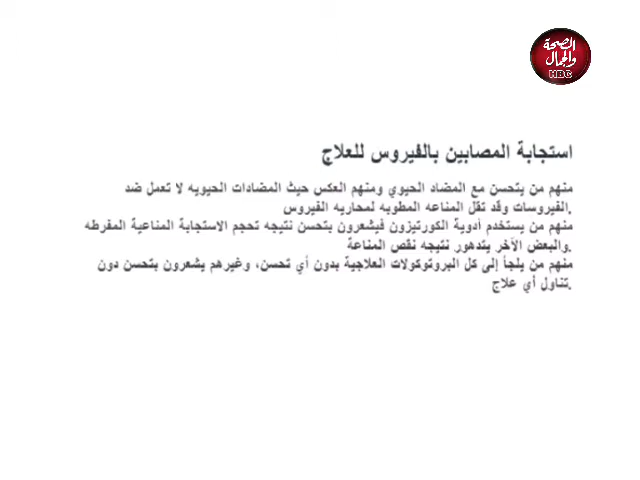 الصحة
والجمال
HBC
استجابة المصابين بالفيروس للعلاج
منهم من يتحسن مع المضاد الحيوي ومنهم العكس حيث المضادات الحيويه لا تعمل ضد
الفيروسات وقد تقل المناعه المطوبه لمحاربه الفيروس.
منهم من يستخدم أدوية الكورتيزون فيشعرون بتحسن نتيجه تحجم الاستجابة المناعية المفرطه
والبعض الآخر يتدهور نتيجه نقص المناعة.
منهم من يلجأ إلى كل البروتوكولات العلاجية بدون أي تحسن، وغيرهم يشعرون بتحسن دون
تناول أي علاج.